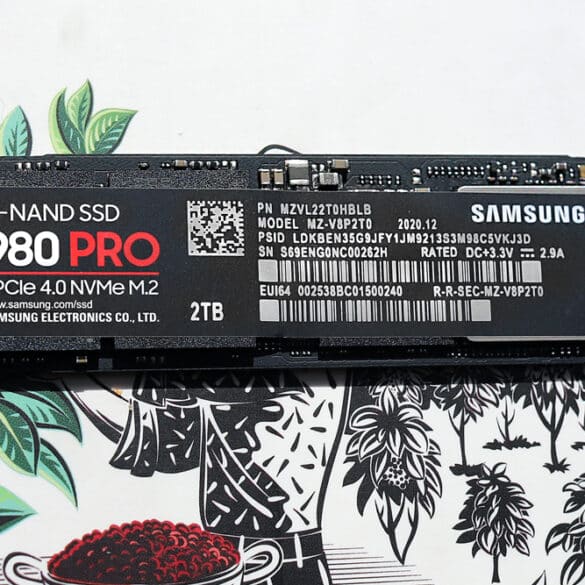 -NAND SSD
980 PRO
PCIe 4.0 NVMe M.2
w.samsung.com/ssd
MSUNG ELECTRONICS CO., LTD.
2TB
PN MZVL22T0HBLB
MODEL MZ-V8P2T0 2020.12
PSID LDKBEN35G9JFY1JM9213S3M98C5VKJ3D
SN S69ENG0NC00262H RATED DC+3.3V ⎓ 2.9A
EUI64 002538BC01500240 R-R-SEC-MZ-V8P2T0
SAMSUNG